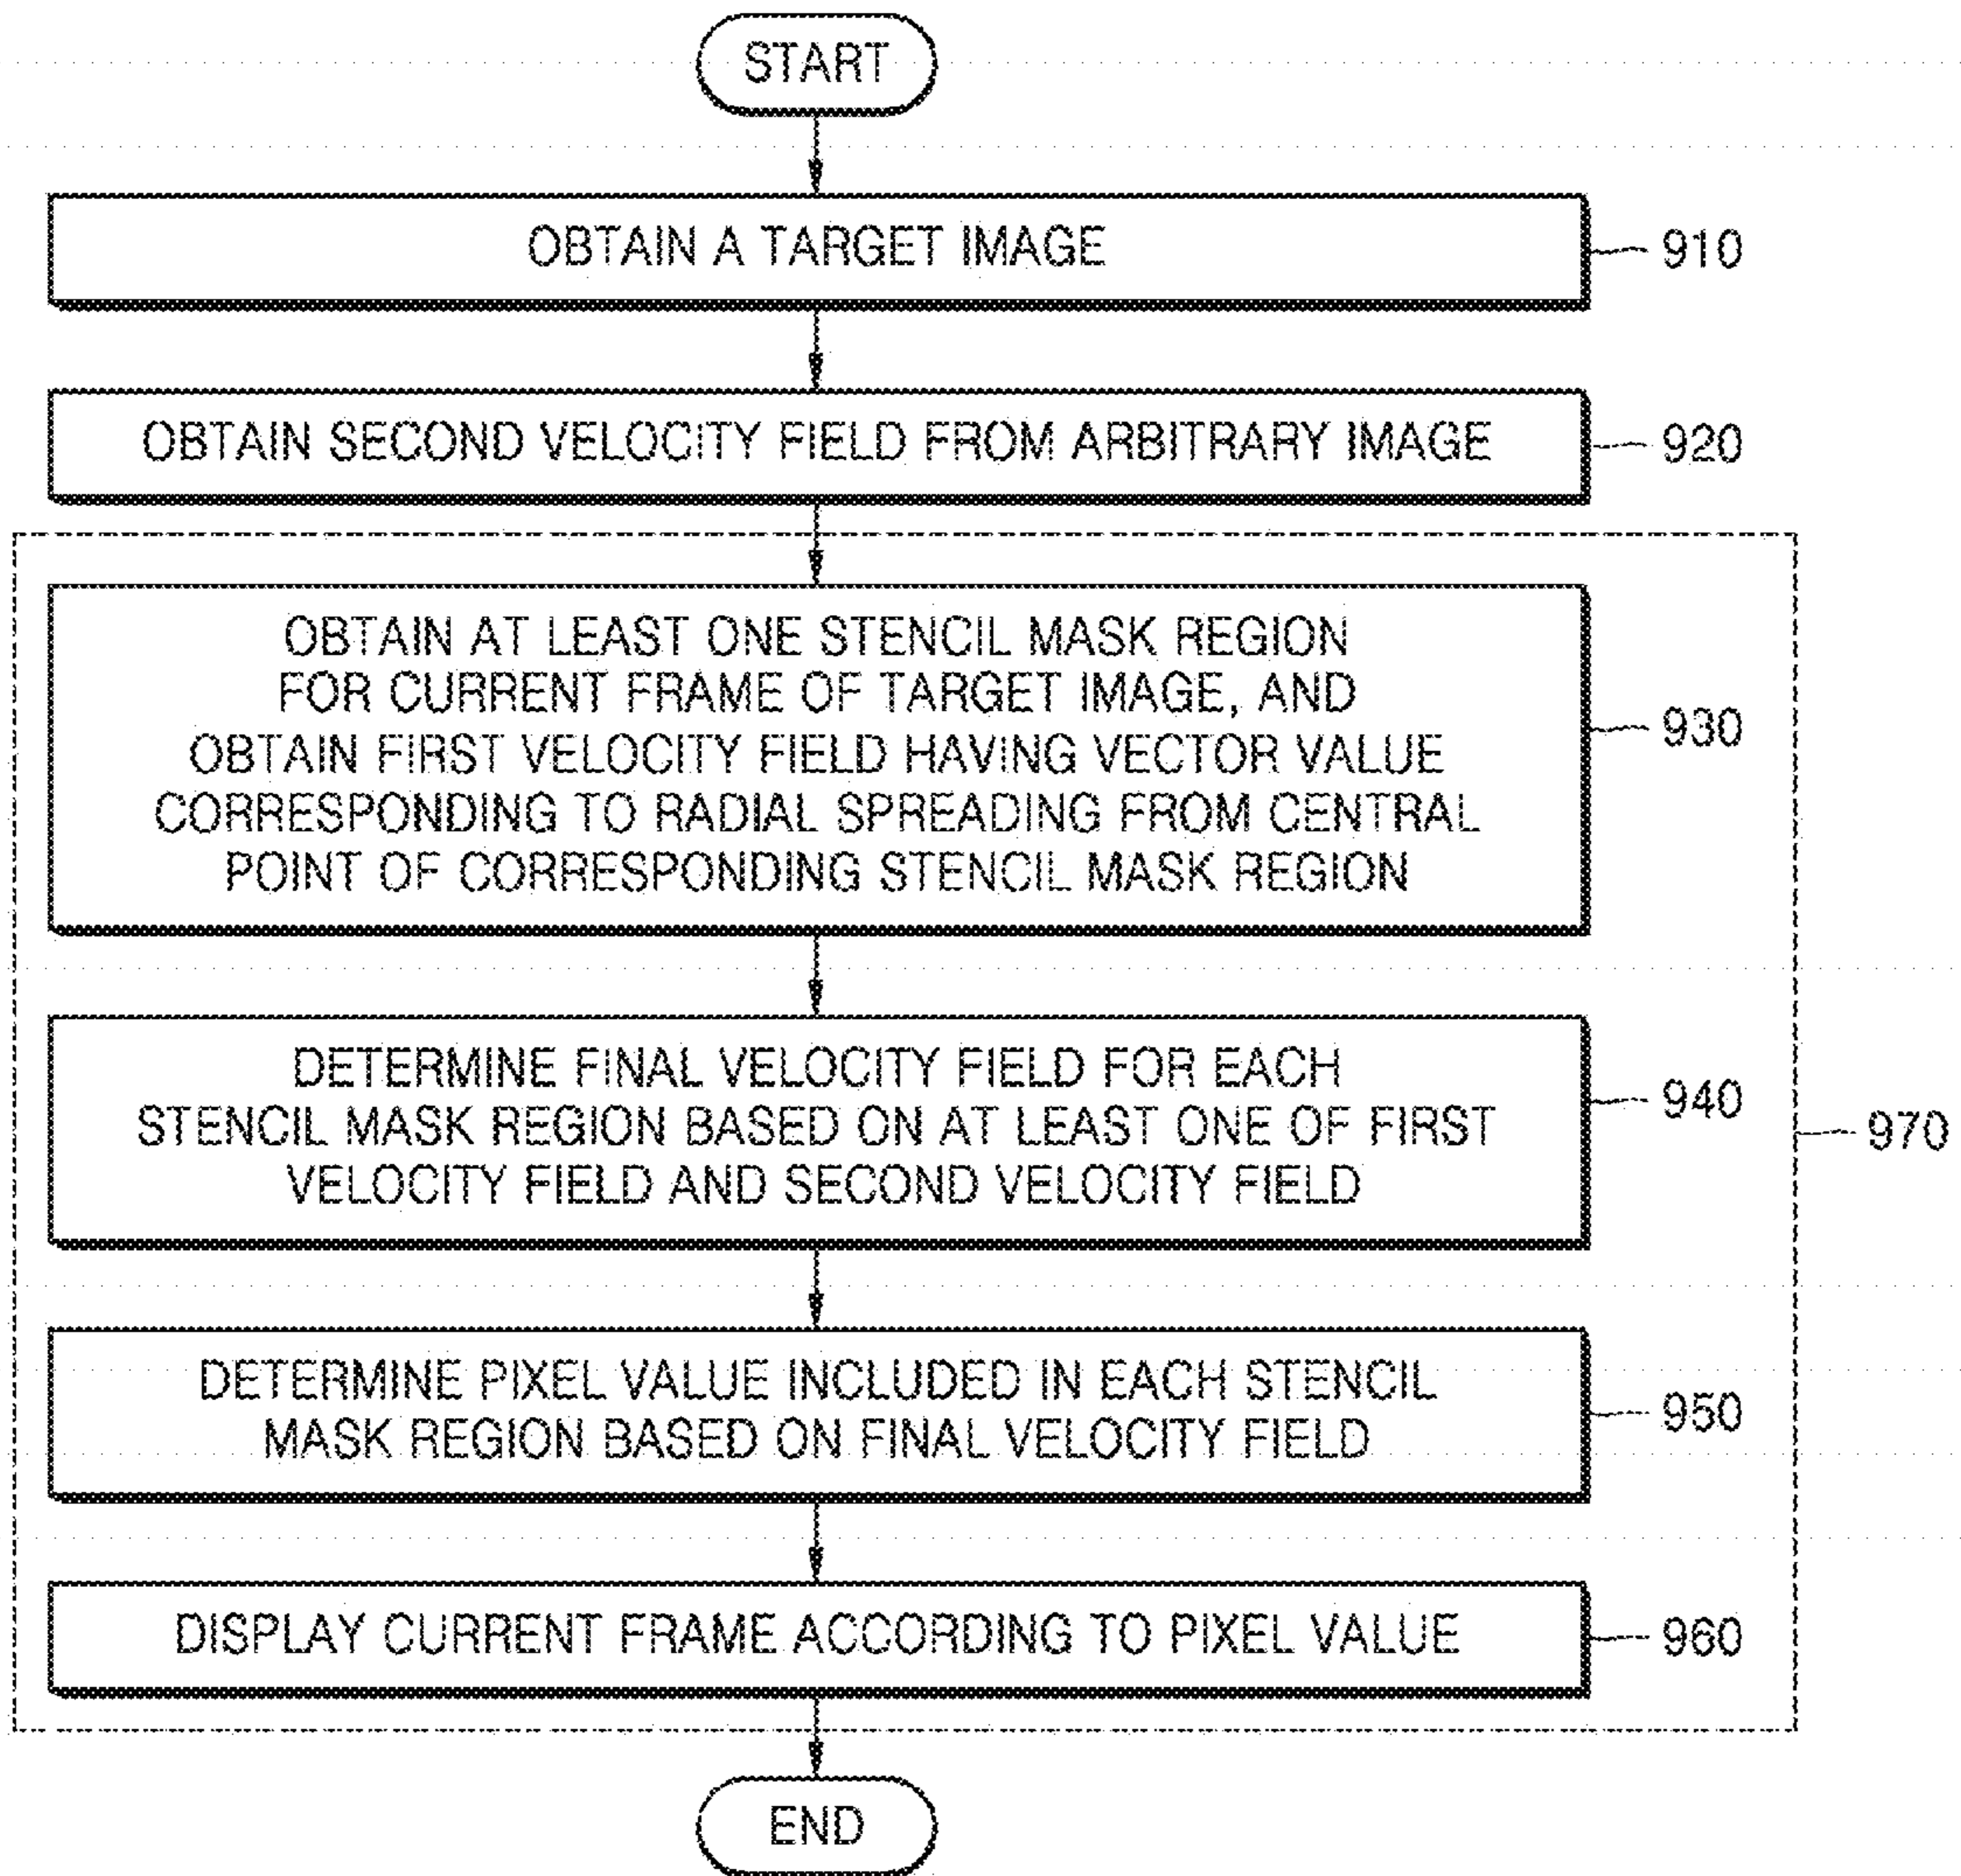 START
OBTAIN A TARGET IMAGE
910
OBTAIN SECOND VELOCITY FIELD FROM ARBITRARY IMAGE
920
OBTAIN AT LEAST ONE STENCIL MASK REGION
FOR CURRENT FRAME OF TARGET IMAGE, AND
OBTAIN FIRST VELOCITY FIELD HAVING VECTOR VALUE
CORRESPONDING TO RADIAL SPREADING FROM CENTRAL
POINT OF CORRESPONDING STENCIL MASK REGION
930
DETERMINE FINAL VELOCITY FIELD FOR EACH
STENCIL MASK REGION BASED ON AT LEAST ONE OF FIRST
VELOCITY FIELD AND SECOND VELOCITY FIELD
940
970
DETERMINE PIXEL VALUE INCLUDED IN EACH STENCIL
MASK REGION BASED ON FINAL VELOCITY FIELD
950
DISPLAY CURRENT FRAME ACCORDING TO PIXEL VALUE
960
END